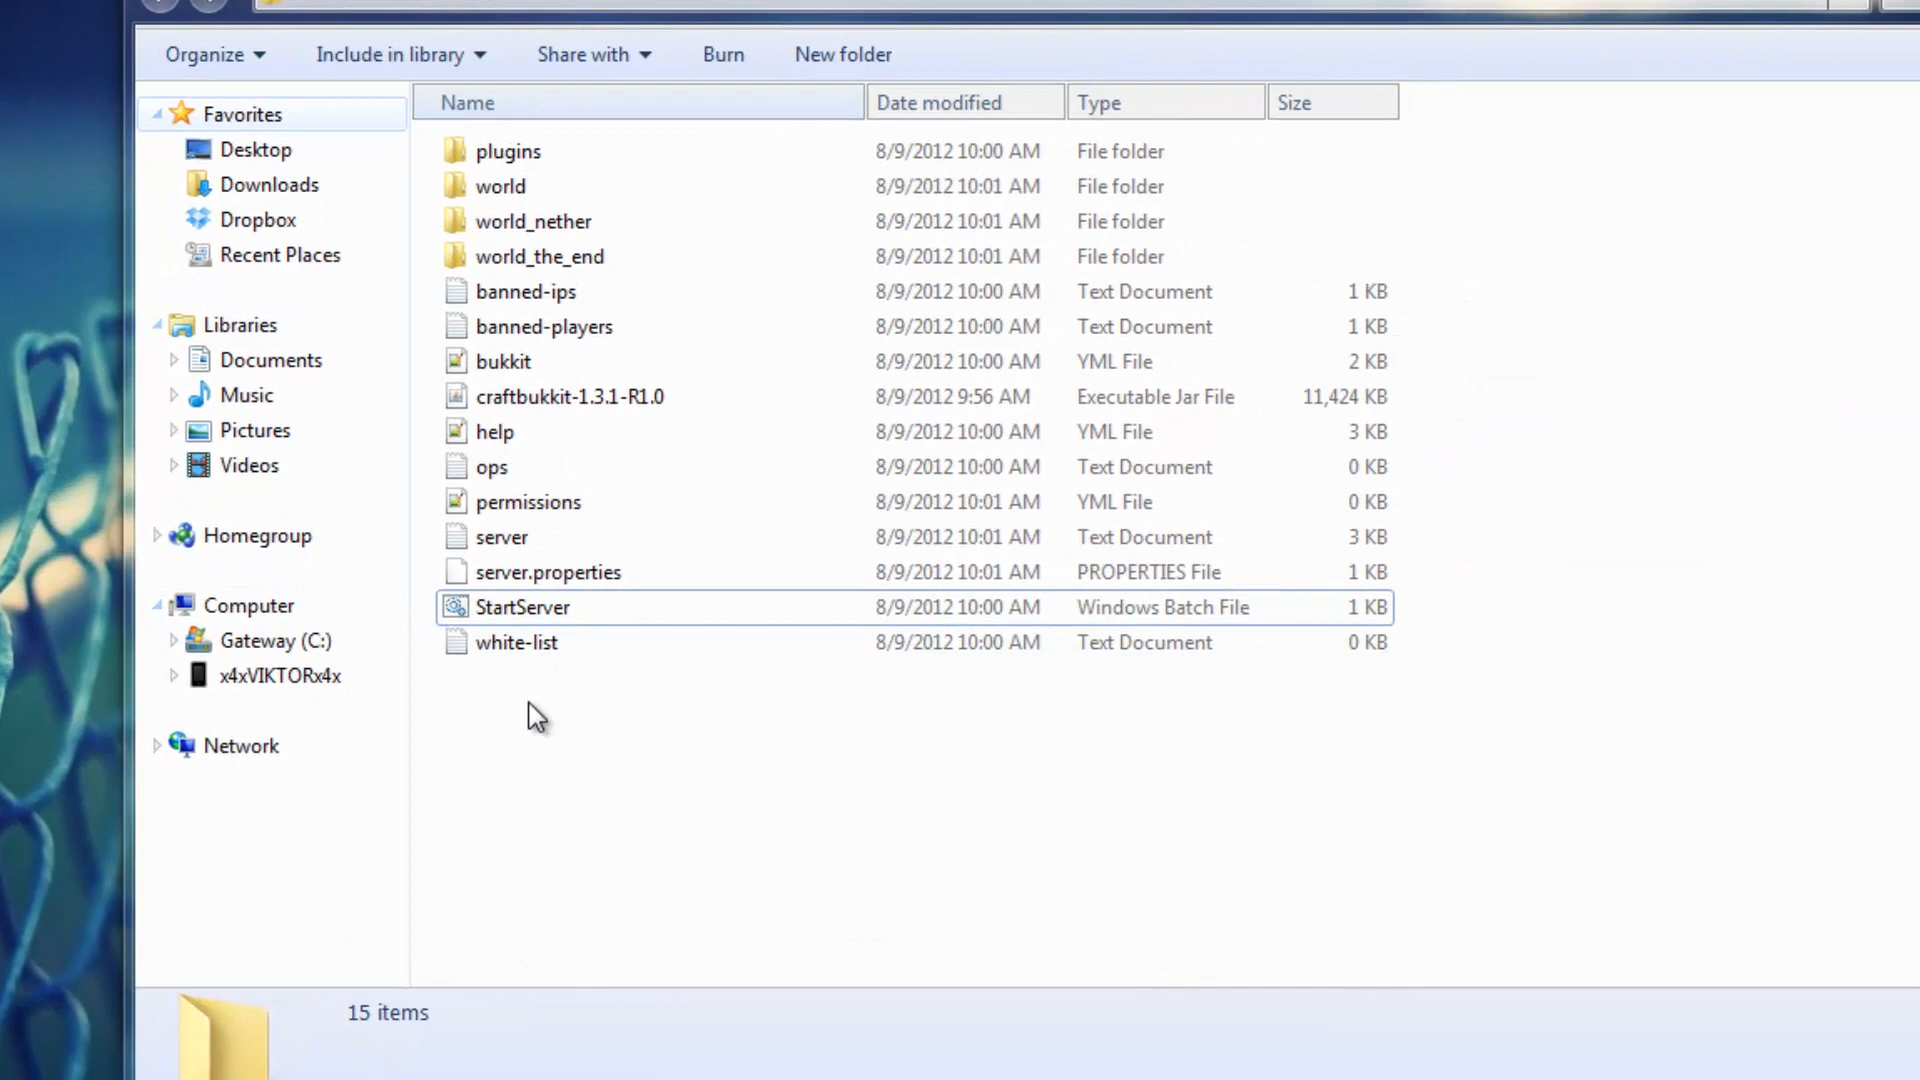 Organize Include in library Share with Burn New folder
Name Date modified Type Size
Favorites
Desktop
Downloads
Dropbox
Recent Places
Libraries
Documents
Music
Pictures
Videos
Homegroup
Computer
Gateway (C:)
x4xVIKTORx4x
Network
plugins 8/9/2012 10:00 AM File folder
world 8/9/2012 10:01 AM File folder
world_nether 8/9/2012 10:01 AM File folder
world_the_end 8/9/2012 10:01 AM File folder
banned-ips 8/9/2012 10:00 AM Text Document 1 KB
banned-players 8/9/2012 10:00 AM Text Document 1 KB
bukkit 8/9/2012 10:00 AM YML File 2 KB
craftbukkit-1.3.1-R1.0 8/9/2012 9:56 AM Executable Jar File 11,424 KB
help 8/9/2012 10:00 AM YML File 3 KB
ops 8/9/2012 10:00 AM Text Document 0 KB
permissions 8/9/2012 10:01 AM YML File 0 KB
server 8/9/2012 10:01 AM Text Document 3 KB
server.properties 8/9/2012 10:01 AM PROPERTIES File 1 KB
StartServer 8/9/2012 10:00 AM Windows Batch File 1 KB
white-list 8/9/2012 10:00 AM Text Document 0 KB
15 items